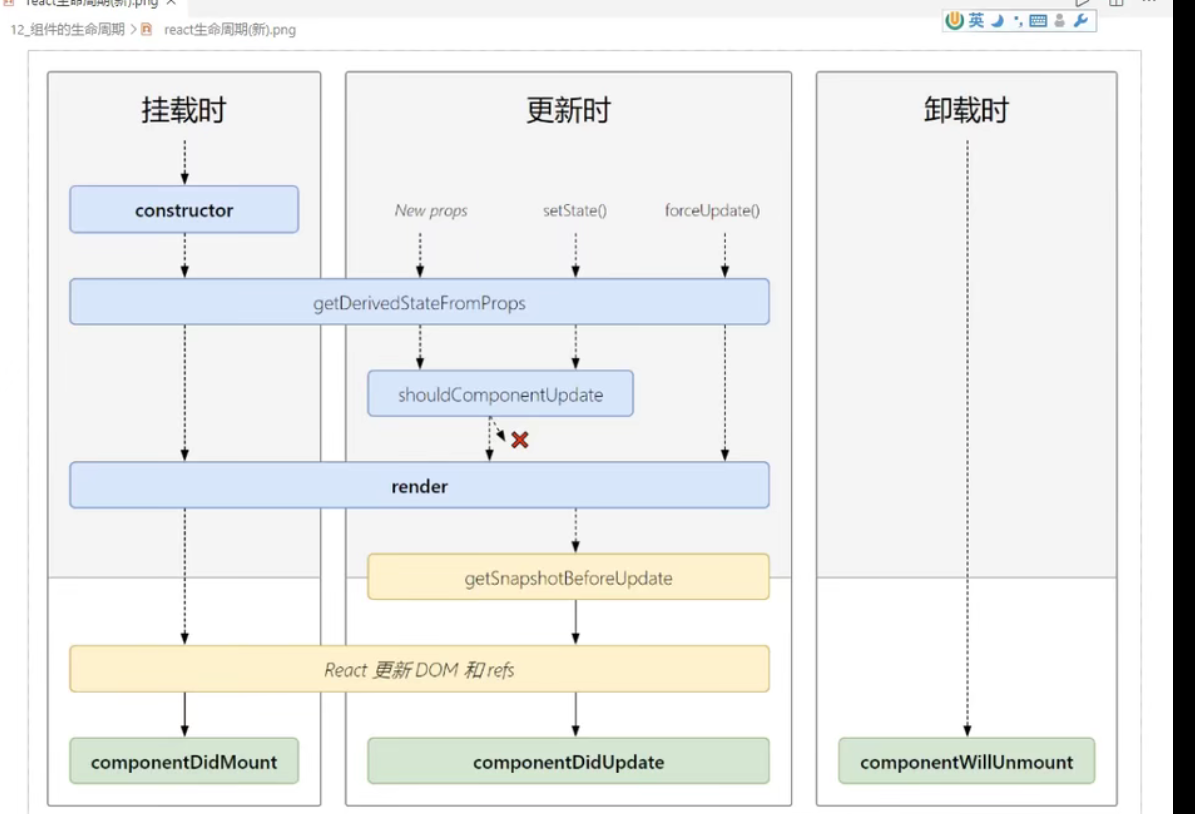 react生命周期(新).png
12_组件的生命周期 > react生命周期(新).png
英
挂载时
更新时
卸载时
constructor
New props
setState()
forceUpdate()
getDerivedStateFromProps
shouldComponentUpdate
render
getSnapshotBeforeUpdate
React 更新 DOM 和 refs
componentDidMount
componentDidUpdate
componentWillUnmount